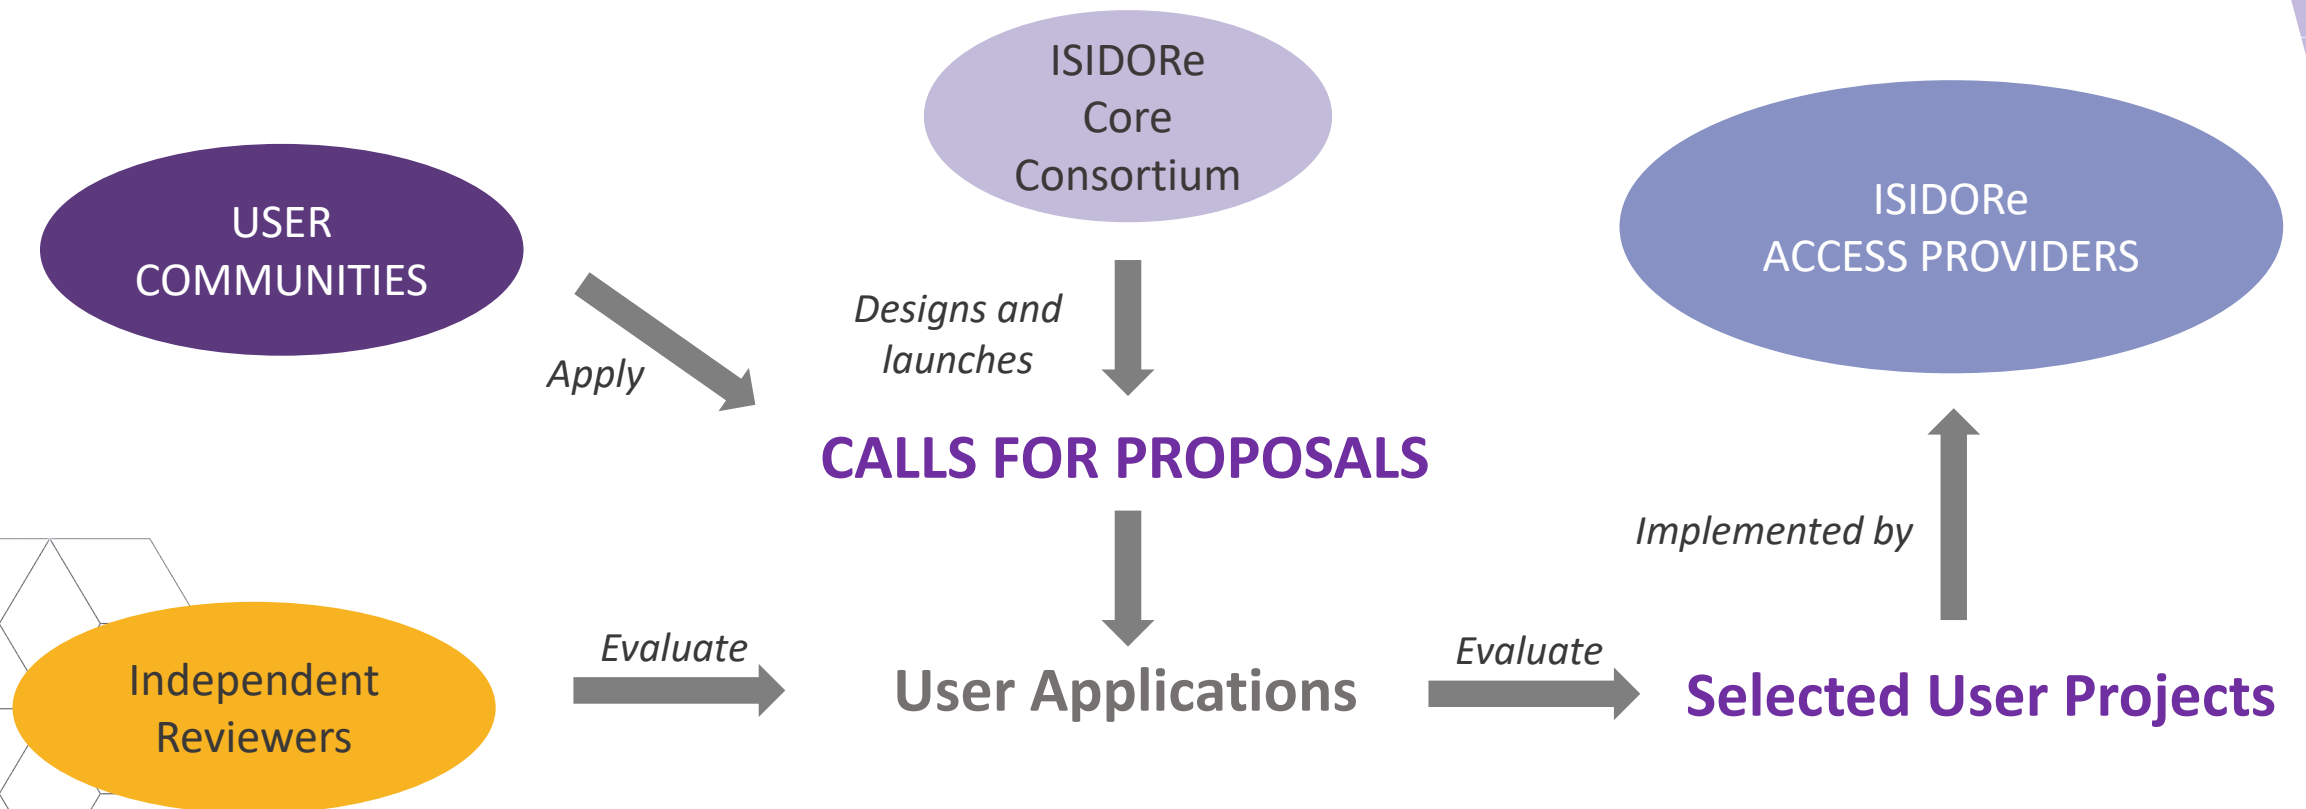 ISIDORe
Core
Consortium
USER
COMMUNITIES
ISIDORe
ACCESS PROVIDERS
Designs and
launches
Apply
CALLS FOR PROPOSALS
Implemented by
Evaluate
Evaluate
Independent
Reviewers
User Applications
Selected User Projects